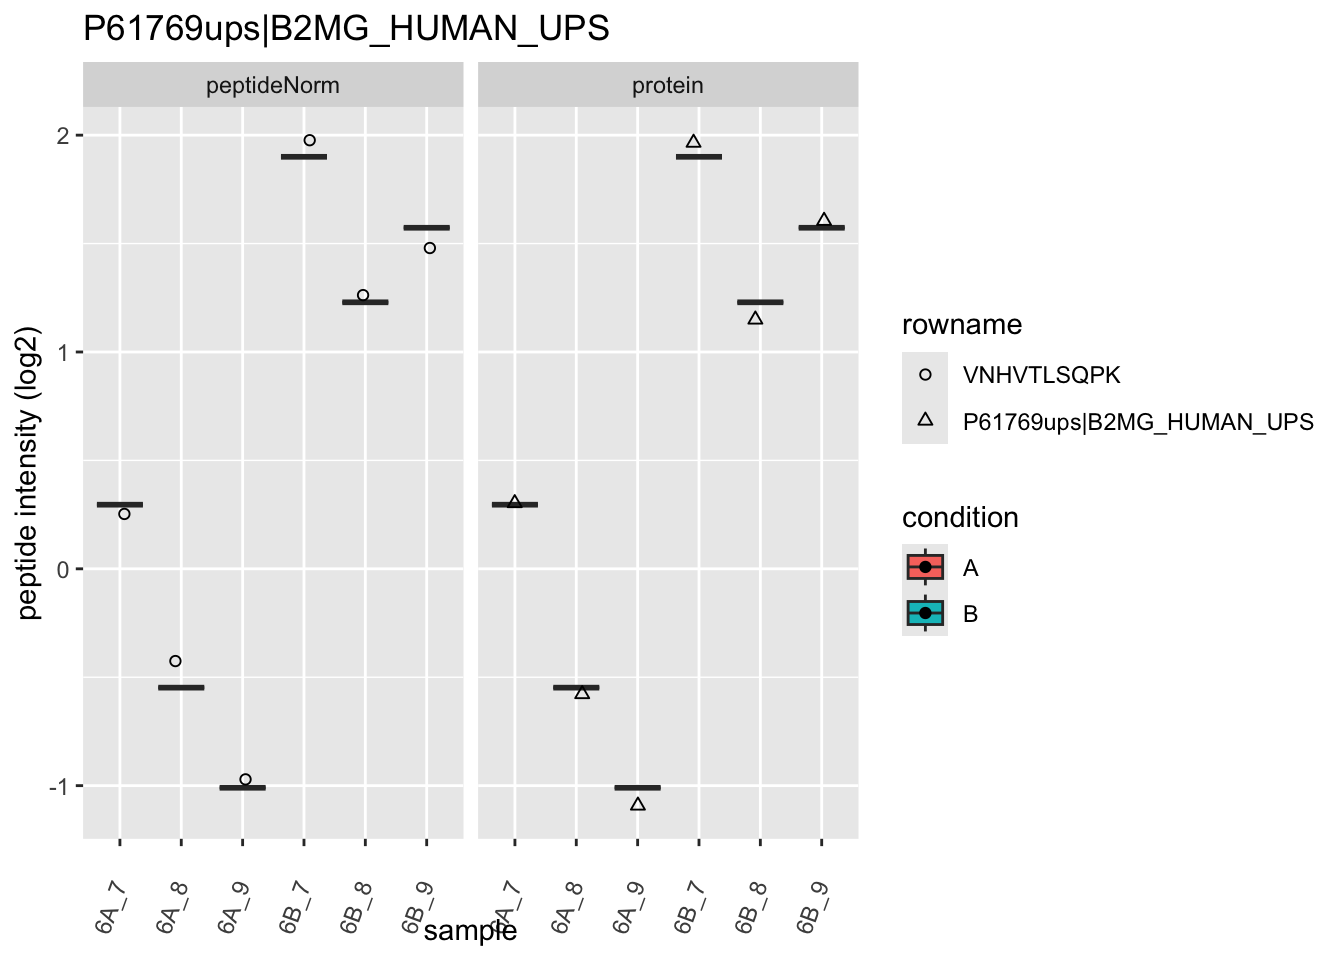 P61769ups|B2MG_HUMAN_UPS
peptideNorm
protein
peptide intensity (log2)
2
1
0
-1
6A_7
6A_8
6A_9
6B_7
6B_8
6B_9
6A_7
6A_8
6A_9
6B_7
6B_8
6B_9
sample
rowname
VNHVTLSQPK
P61769ups|B2MG_HUMAN_UPS
condition
A
B